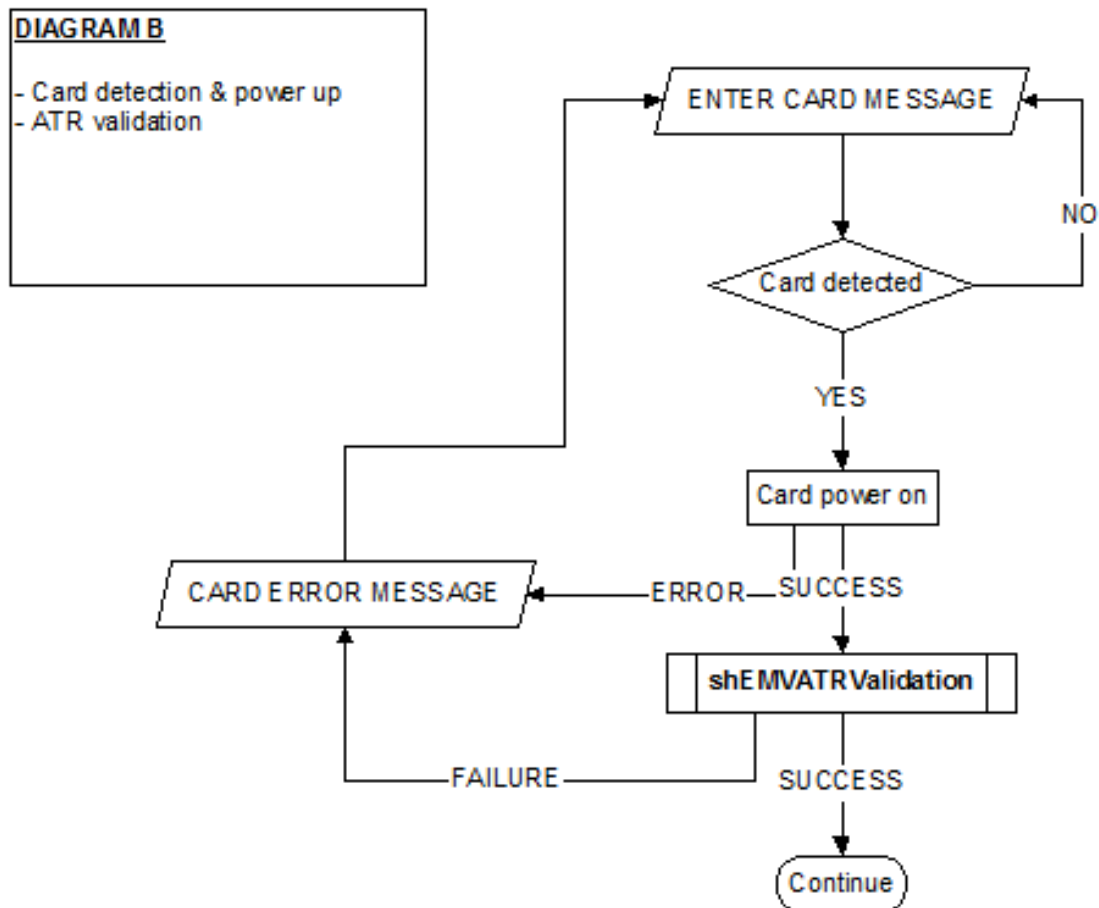 DIAGRAM B
- Card detection & power up
- ATR validation
ENTER CARD MESSAGE
NO
Card detected
YES
Card power on
CARD ERROR MESSAGE
ERROR
SUCCESS
shEMVATRValidation
FAILURE
SUCCESS
Continue